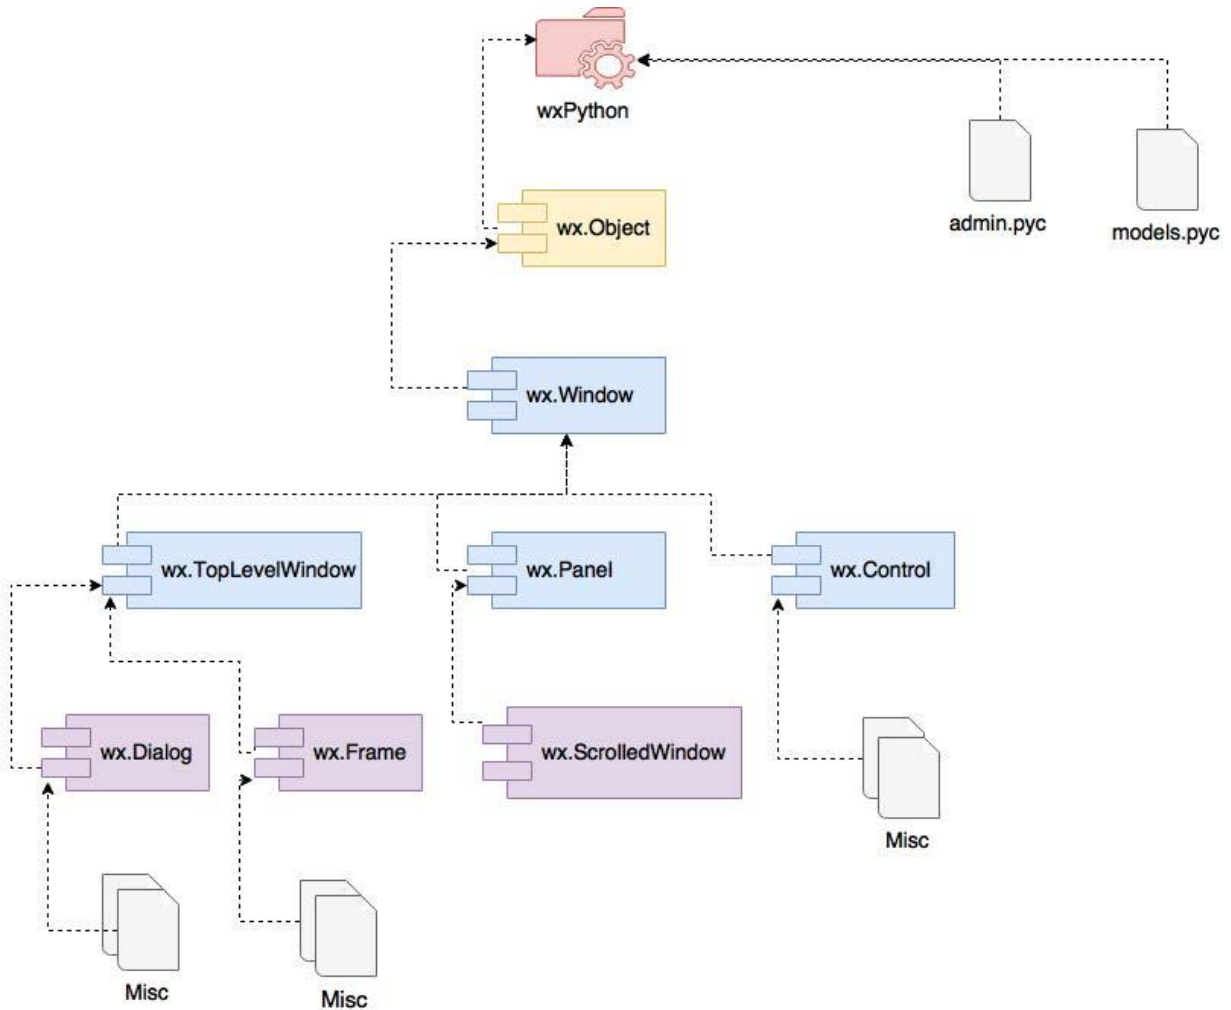 wxPython
admin.pyc
models.pyc
wx.Object
wx.Window
wx.TopLevelWindow
wx.Panel
wx.Control
wx.Dialog
wx.Frame
wx.ScrolledWindow
Misc
Misc
Misc